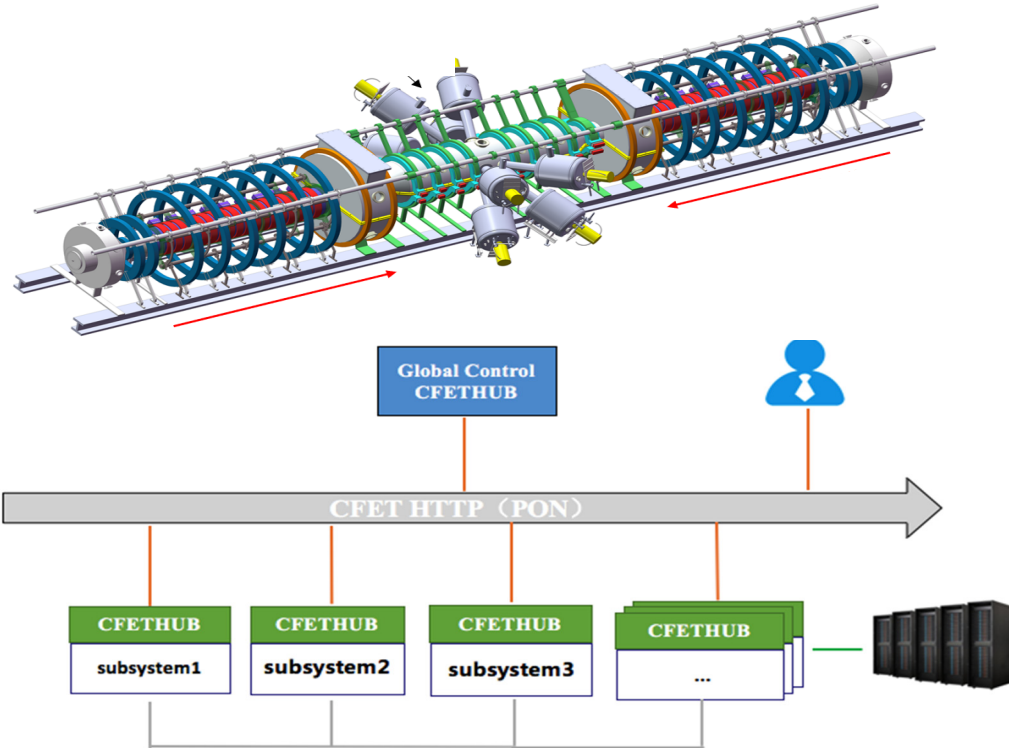 Global Control
CFETHUB
CFET HTTP（PON）
CFETHUB
CFETHUB
CFETHUB
CFETHUB
subsystem1
subsystem2
subsystem3
...